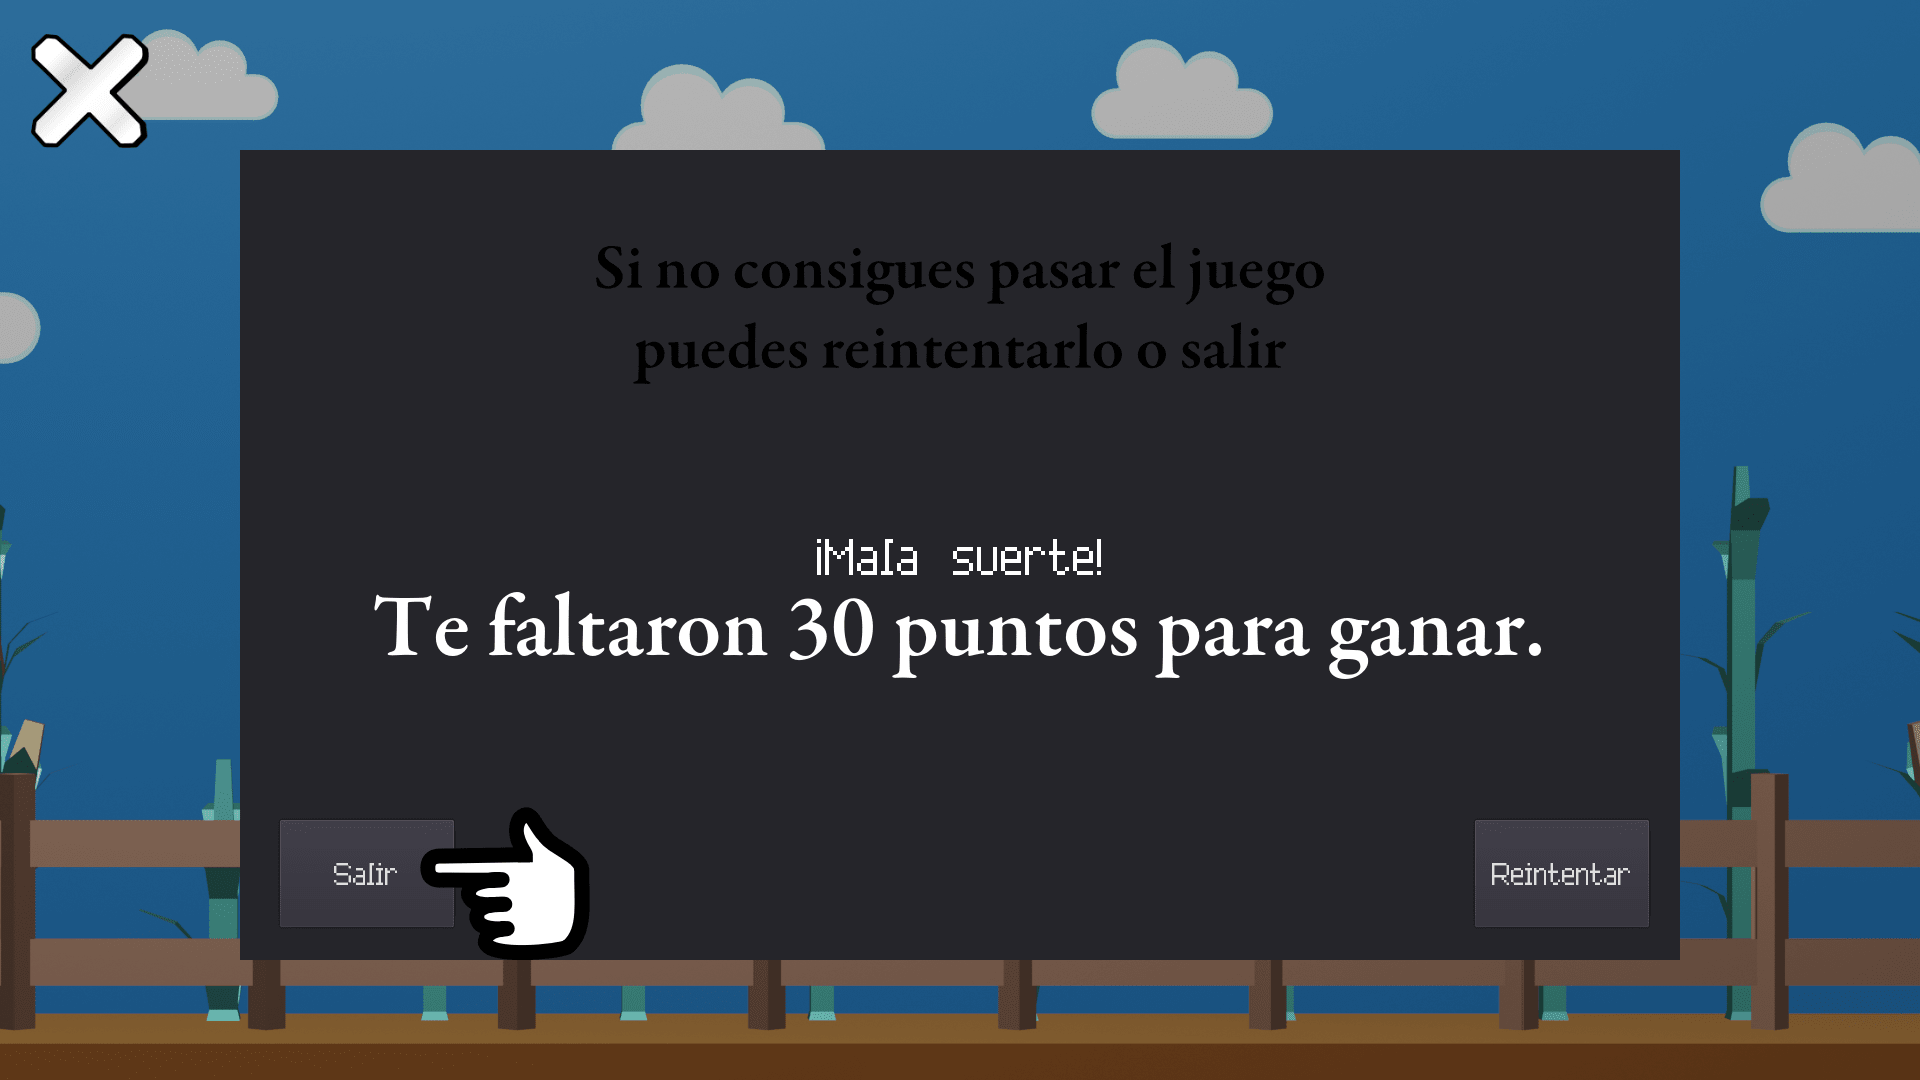 Si no consigues pasar el juego
puedes reintentarlo o salir
¡Mala suerte!
Te faltaron 30 puntos para ganar.
Salir
Reintentar